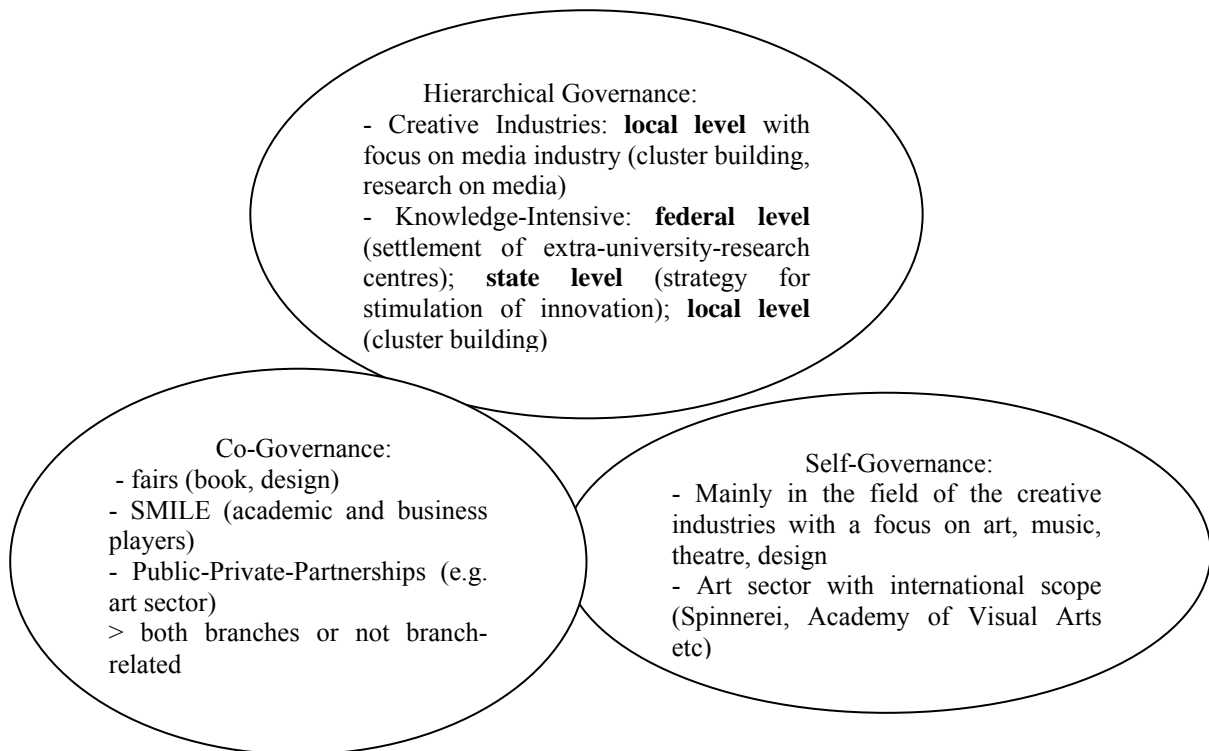 Hierarchical Governance:
- Creative Industries: local level with
focus on media industry (cluster building,
research on media)
- Knowledge-Intensive: federal level
(settlement of extra-university-research
centres); state level (strategy for
stimulation of innovation); local level
(cluster building)
Co-Governance:
- fairs (book, design)
- SMILE (academic and business
players)
- Public-Private-Partnerships (e.g.
art sector)
> both branches or not branch-
related
Self-Governance:
- Mainly in the field of the creative
industries with a focus on art, music,
theatre, design
- Art sector with international scope
(Spinnerei, Academy of Visual Arts
etc)